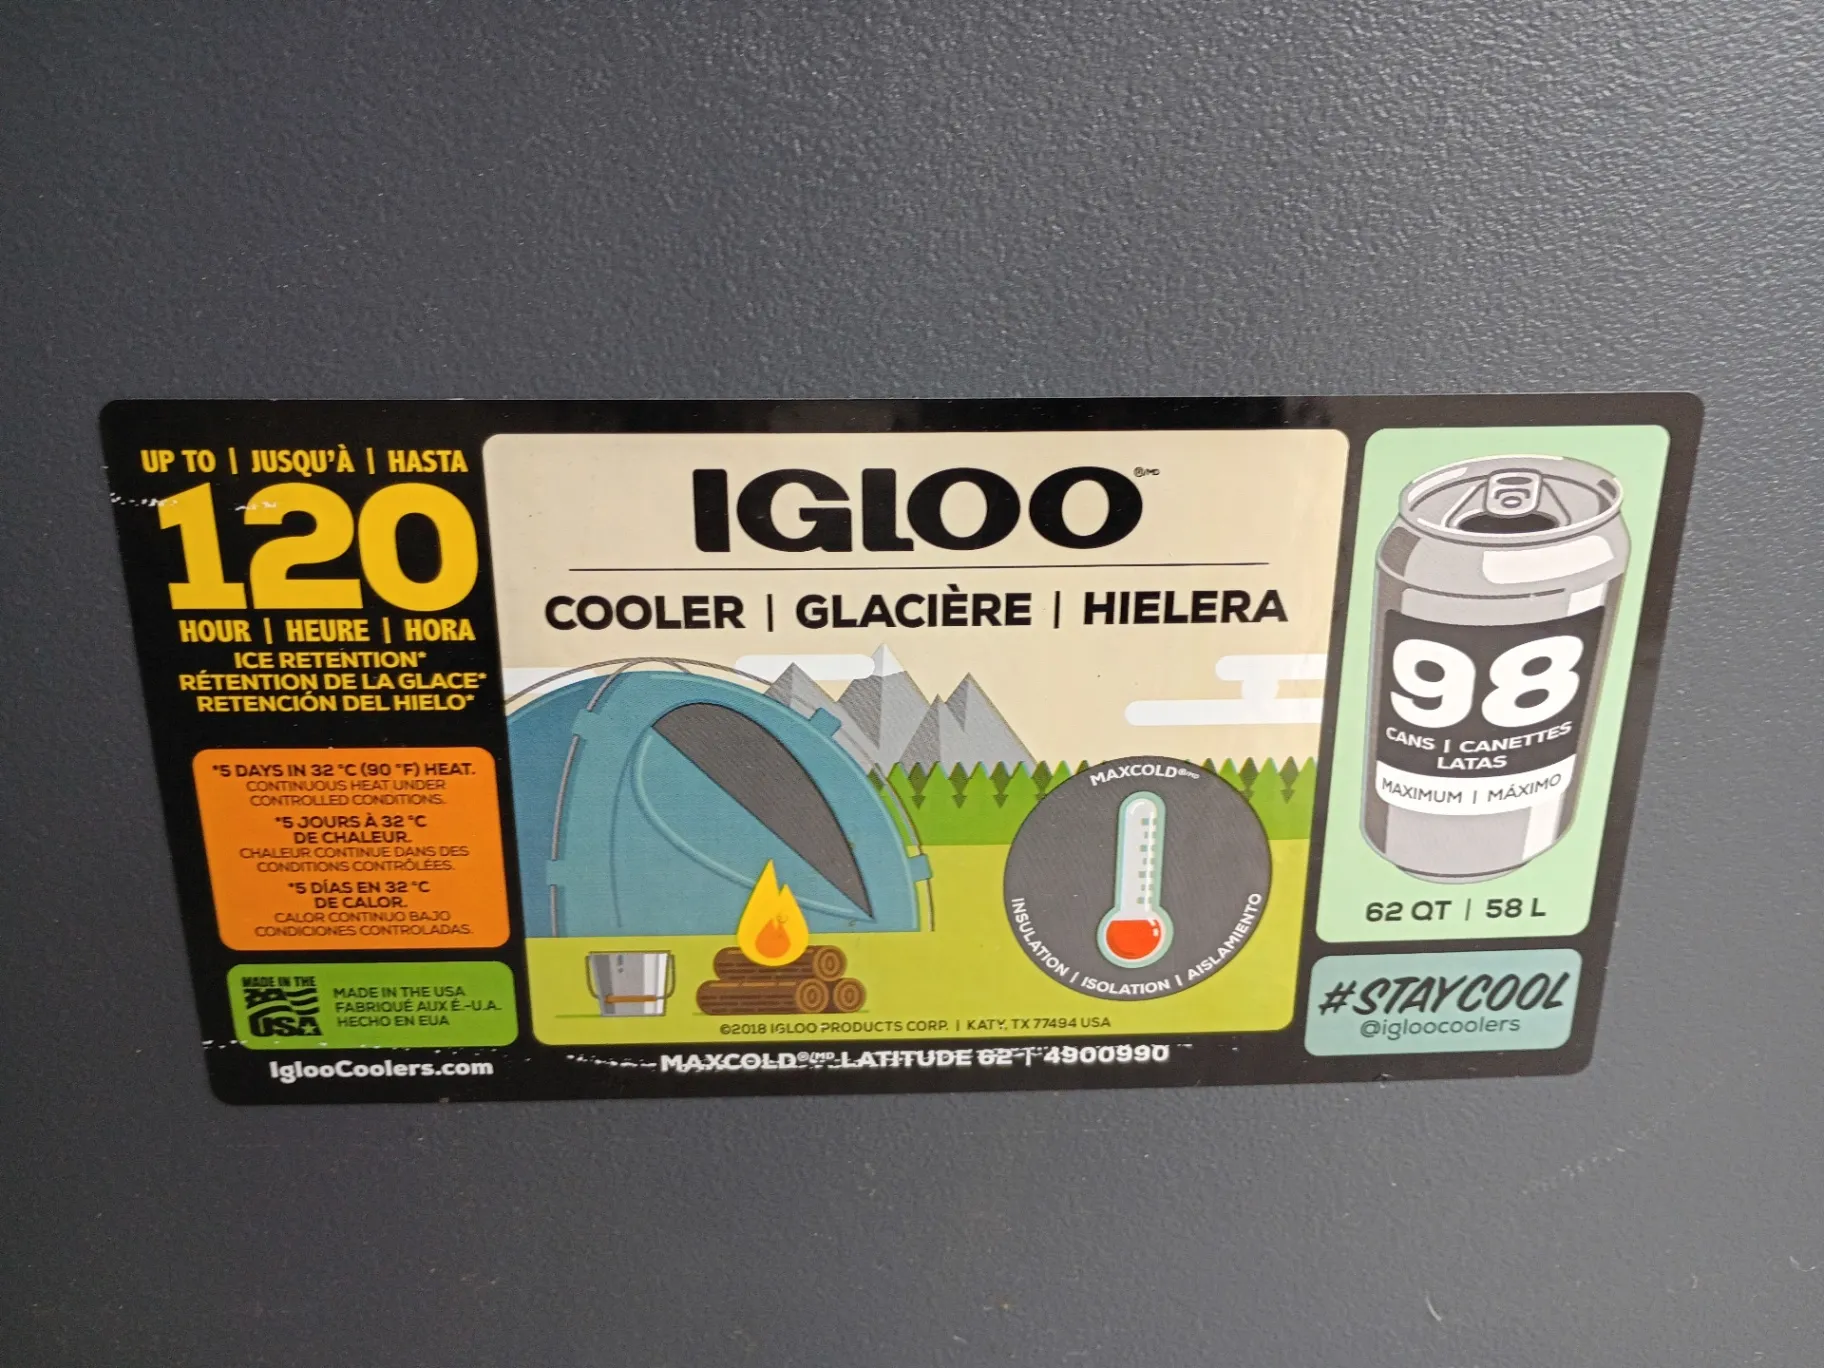 UP TO | JUSQU'À | HASTA
120
HOUR | HEURE | HORA
ICE RETENTION*
RÉTENTION DE LA GLACE*
RETENCIÓN DEL HIELO*
*5 DAYS IN 32 °C (90 °F) HEAT.
CONTINUOUS HEAT UNDER
CONTROLLED CONDITIONS.
*5 JOURS À 32 °C
DE CHALEUR.
CHALEUR CONTINUE DANS DES
CONDITIONS CONTRÔLÉES.
*5 DÍAS EN 32 °C
DE CALOR.
CALOR CONTINUO BAJO
CONDICIONES CONTROLADAS.
MADE IN THE
USA
MADE IN THE USA
FABRIQUÉ AUX É.-U.A.
HECHO EN EUA
IglooCoolers.com
IGLOO®/MD
COOLER | GLACIÈRE | HIELERA
MAXCOLD®/MD
INSULATION | ISOLATION | AISLAMIENTO
©2018 IGLOO PRODUCTS CORP. | KATY, TX 77494 USA
MAXCOLD®/MD LATITUDE 62 | 4900990
98
CANS | CANETTES
LATAS
MAXIMUM | MÁXIMO
62 QT | 58 L
#STAYCOOL
@igloocoolers